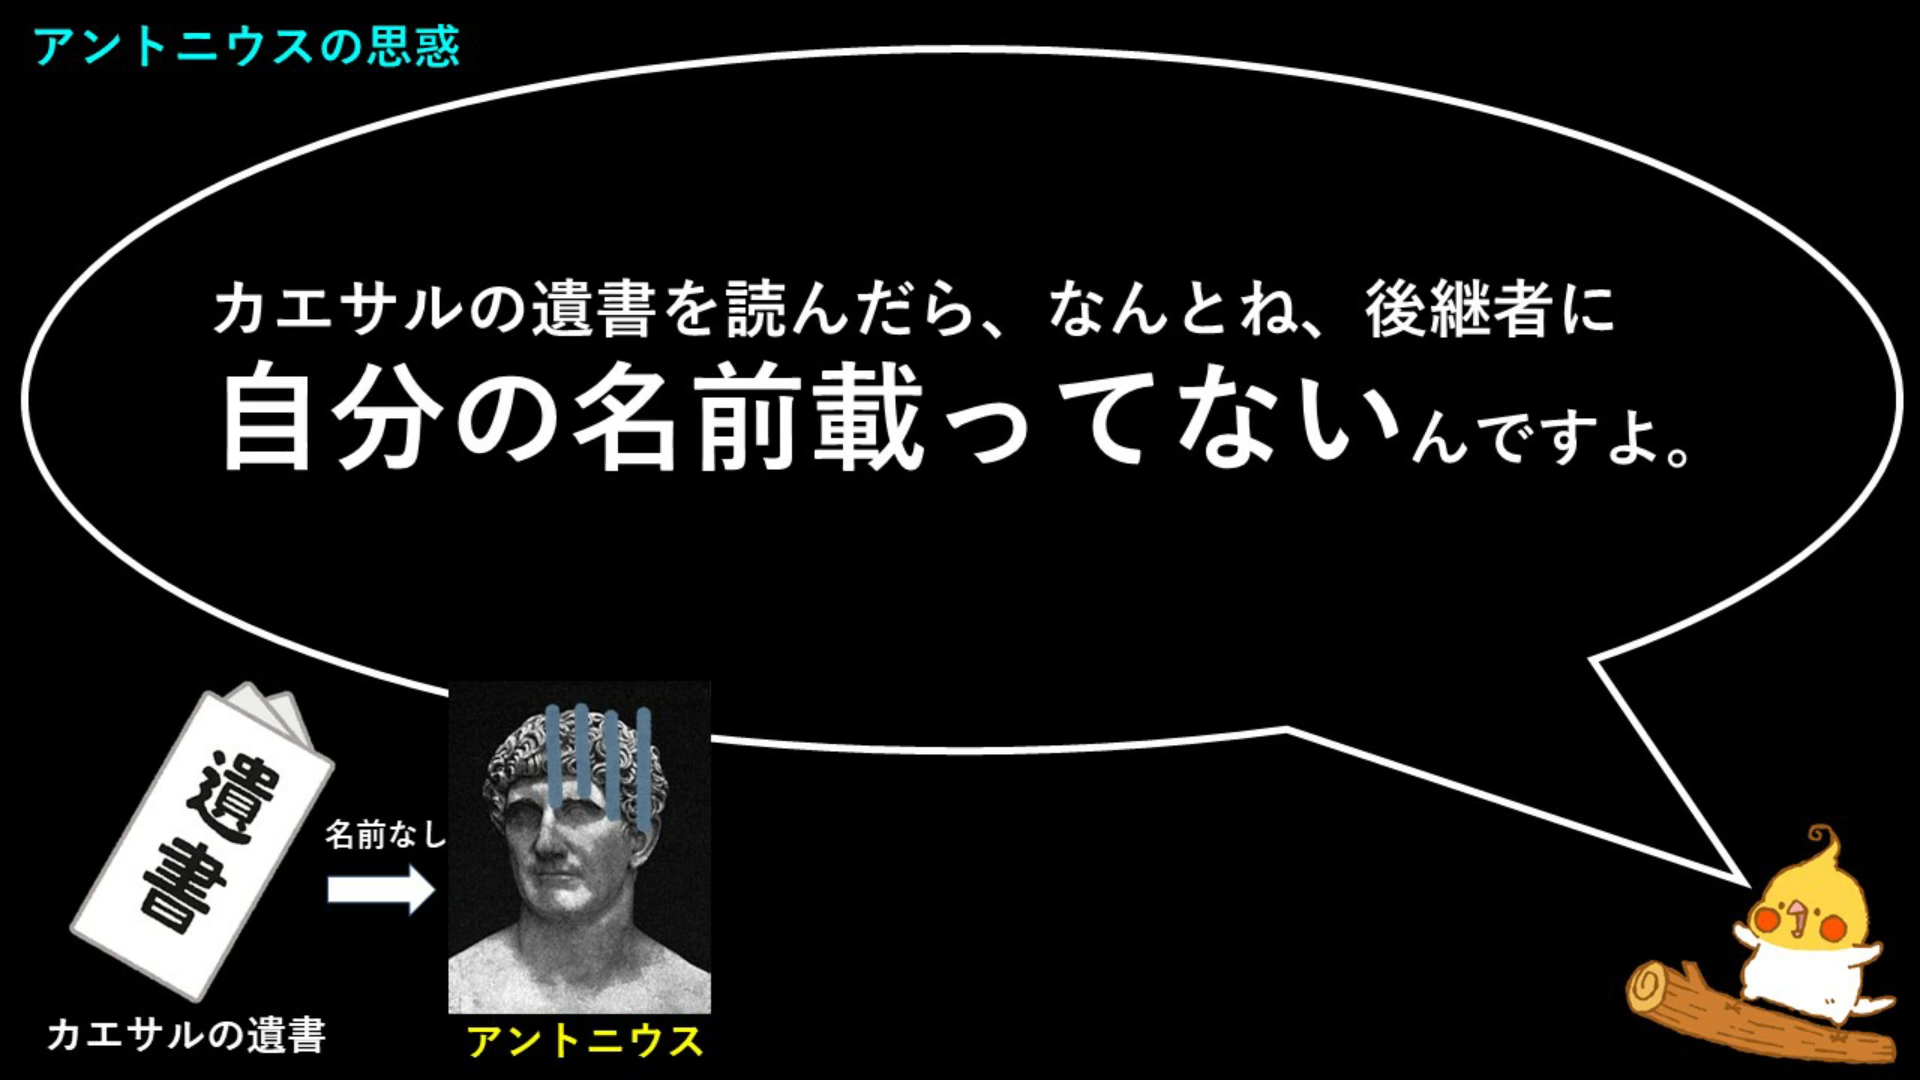 アントニウスの思惑
カエサルの遺書を読んだら、なんとね、後継者に
自分の名前載ってないんですよ。
遺書
名前なし
カエサルの遺書
アントニウス